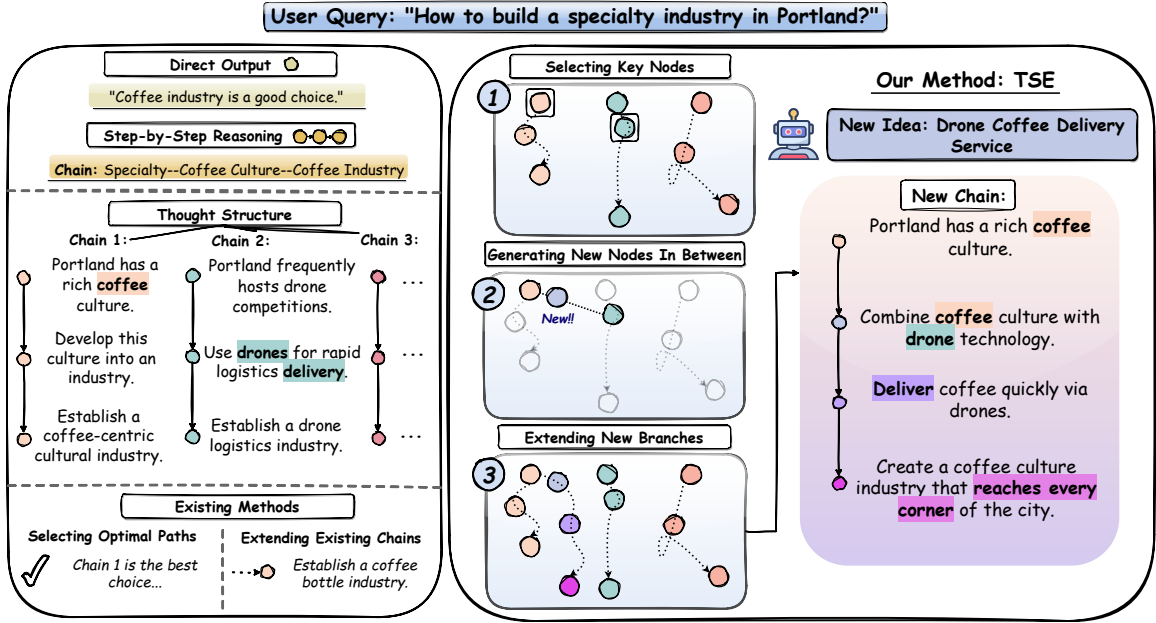 User Query: "How to build a specialty industry in Portland?"
Direct Output
"Coffee industry is a good choice."
Step-by-Step Reasoning
Chain: Specialty--Coffee Culture--Coffee Industry
Thought Structure
Chain 1:
Portland has a
rich coffee
culture.
Develop this
culture into an
industry.
Establish a
coffee-centric
cultural industry.
Chain 2:
Portland frequently
hosts drone
competitions.
Use drones for rapid
logistics delivery.
Establish a drone
logistics industry.
Chain 3:
...
...
...
Existing Methods
Selecting Optimal Paths
Chain 1 is the best
choice...
Extending Existing Chains
Establish a coffee
bottle industry.
Selecting Key Nodes
1
Generating New Nodes In Between
2
New!!
Extending New Branches
3
Our Method: TSE
New Idea: Drone Coffee Delivery
Service
New Chain:
Portland has a rich coffee
culture.
Combine coffee culture with
drone technology.
Deliver coffee quickly via
drones.
Create a coffee culture
industry that reaches every
corner of the city.